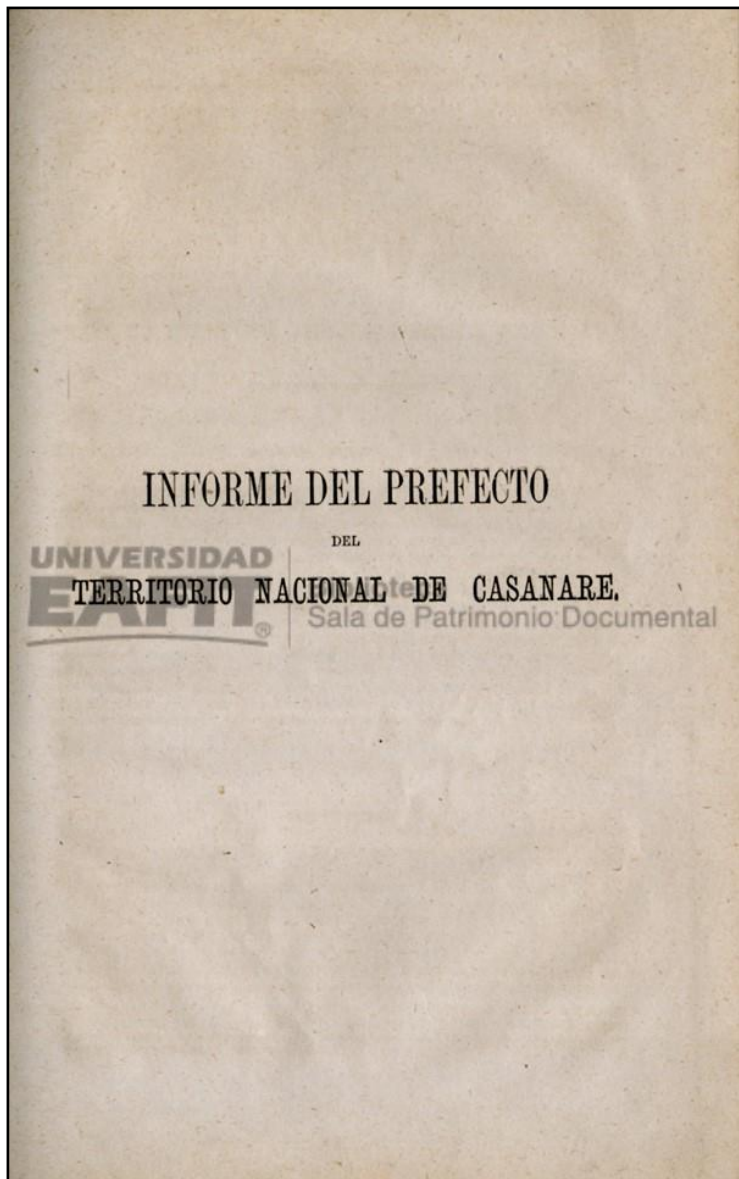 INFORME DEL PREFECTO
DEL
TERRITORIO NACIONAL DE CASANARE.
UNIVERSIDAD
EAFIT®
Sala de Patrimonio Documental